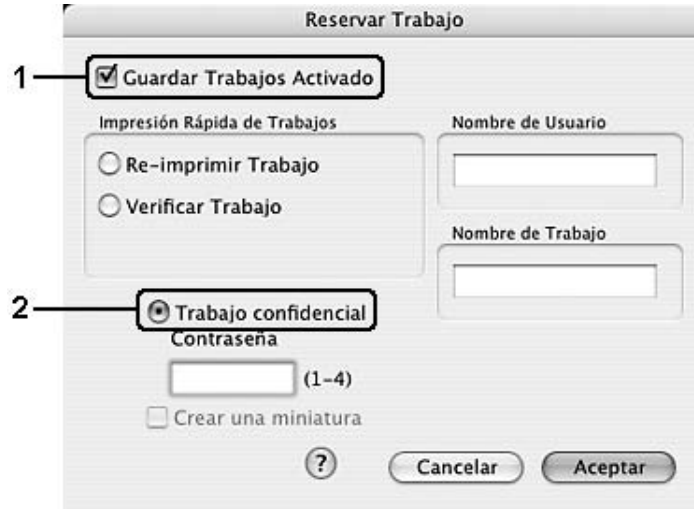 Reservar Trabajo
1
Guardar Trabajos Activado
Impresión Rápida de Trabajos
Re-imprimir Trabajo
Verificar Trabajo
Nombre de Usuario
Nombre de Trabajo
2
Trabajo confidencial
Contraseña
(1-4)
Crear una miniatura
?
Cancelar
Aceptar